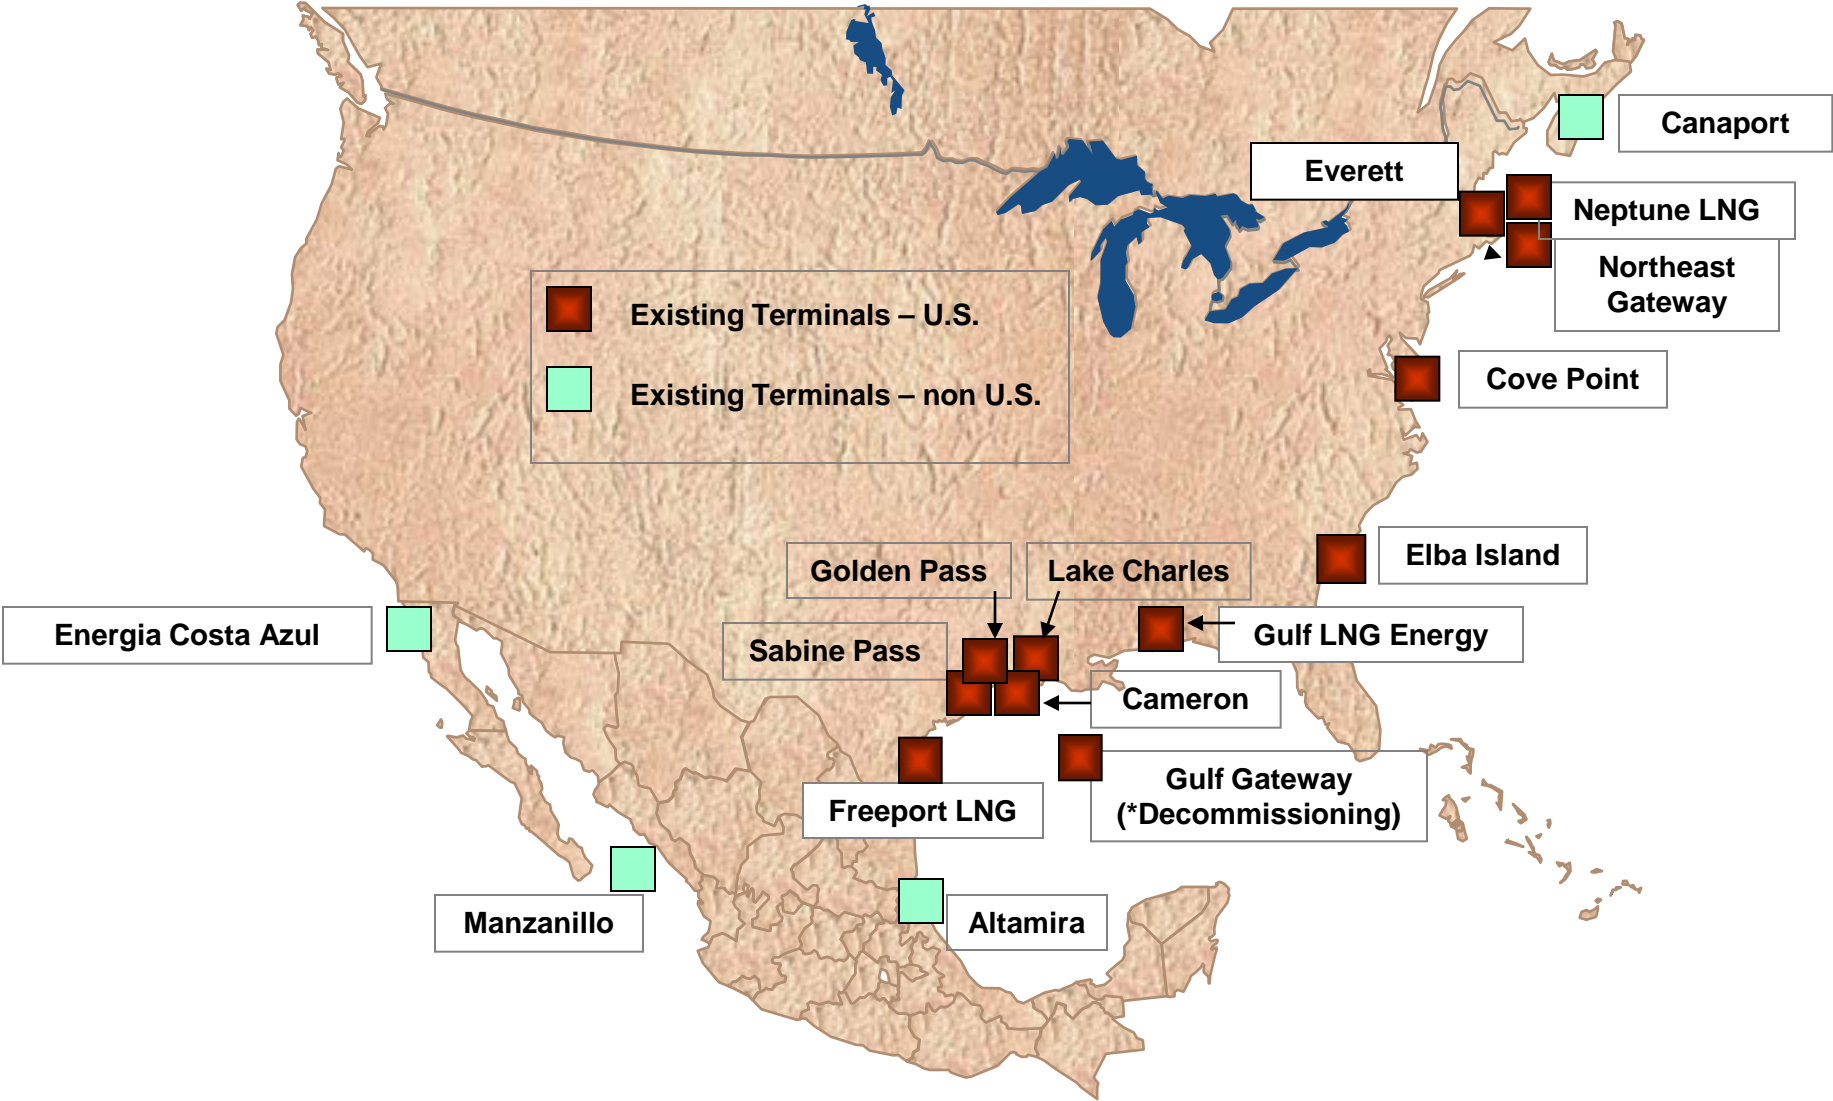 Canaport
Everett
Neptune LNG
Northeast
Gateway
Existing Terminals – U.S.
Existing Terminals – non U.S.
Cove Point
Elba Island
Golden Pass
Lake Charles
Energia Costa Azul
Sabine Pass
Gulf LNG Energy
Cameron
Gulf Gateway
(*Decommissioning)
Freeport LNG
Manzanillo
Altamira